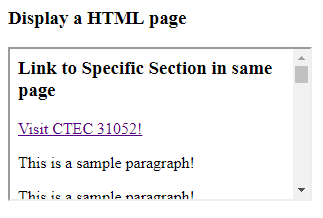 Display a HTML page
Link to Specific Section in same
page
Visit CTEC 31052!
This is a sample paragraph!
This is a sample paragraph!